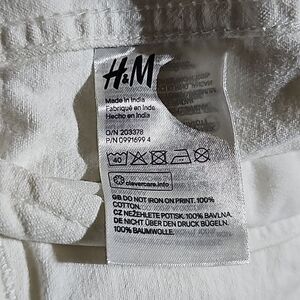 H&M
Made in India
Fabriqué en Inde
Hecho en India
O/N 203378
P/N 0991699 4
40
clevercare.info
GB DO NOT IRON ON PRINT. 100%
COTTON.
CZ NEŽEHLETE POTISK. 100% BAVLNA.
DE NICHT ÜBER DEN DRUCK BÜGELN.
100% BAUMWOLLE.